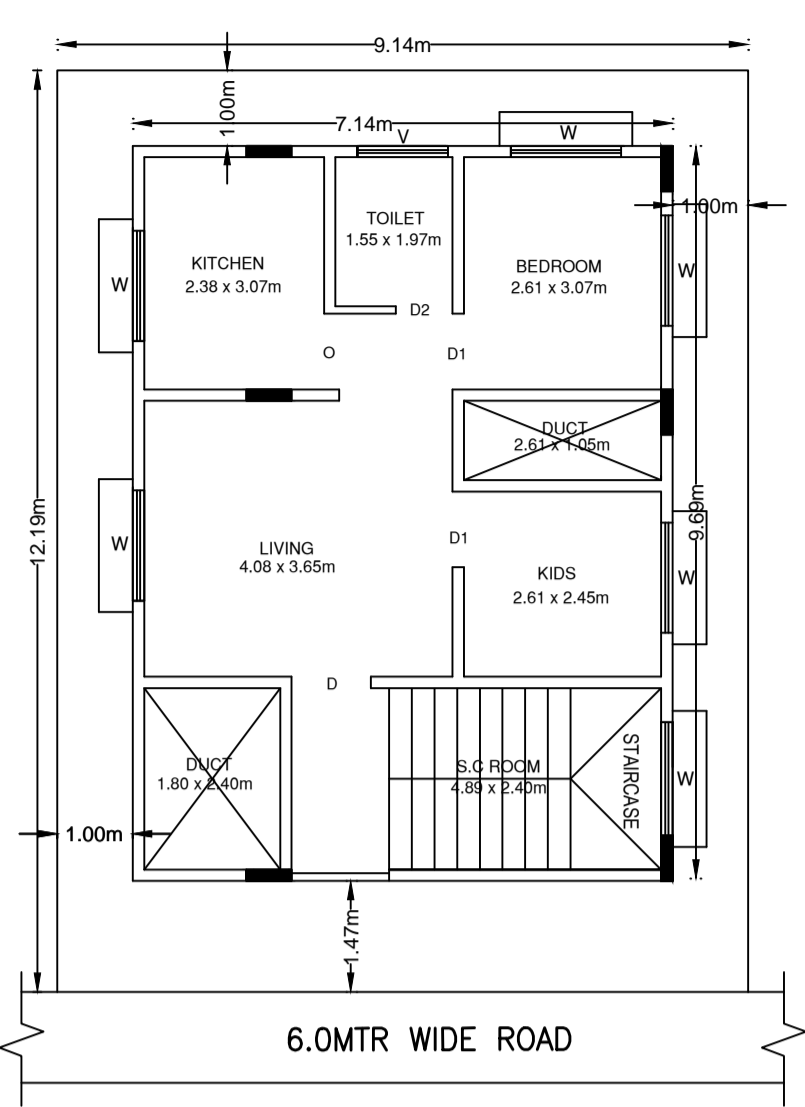 9.14m
1.00m
7.14m
V
W
1.00m
TOILET
1.55 x 1.97m
KITCHEN
2.38 x 3.07m
BEDROOM
2.61 x 3.07m
W
W
D2
O
D1
DUCT
2.61 x 1.05m
12.19m
9.69m
W
LIVING
4.08 x 3.65m
D1
KIDS
2.61 x 2.45m
W
D
DUCT
1.80 x 2.40m
S.C ROOM
4.89 x 2.40m
STAIRCASE
W
1.00m
1.47m
6.0MTR WIDE ROAD